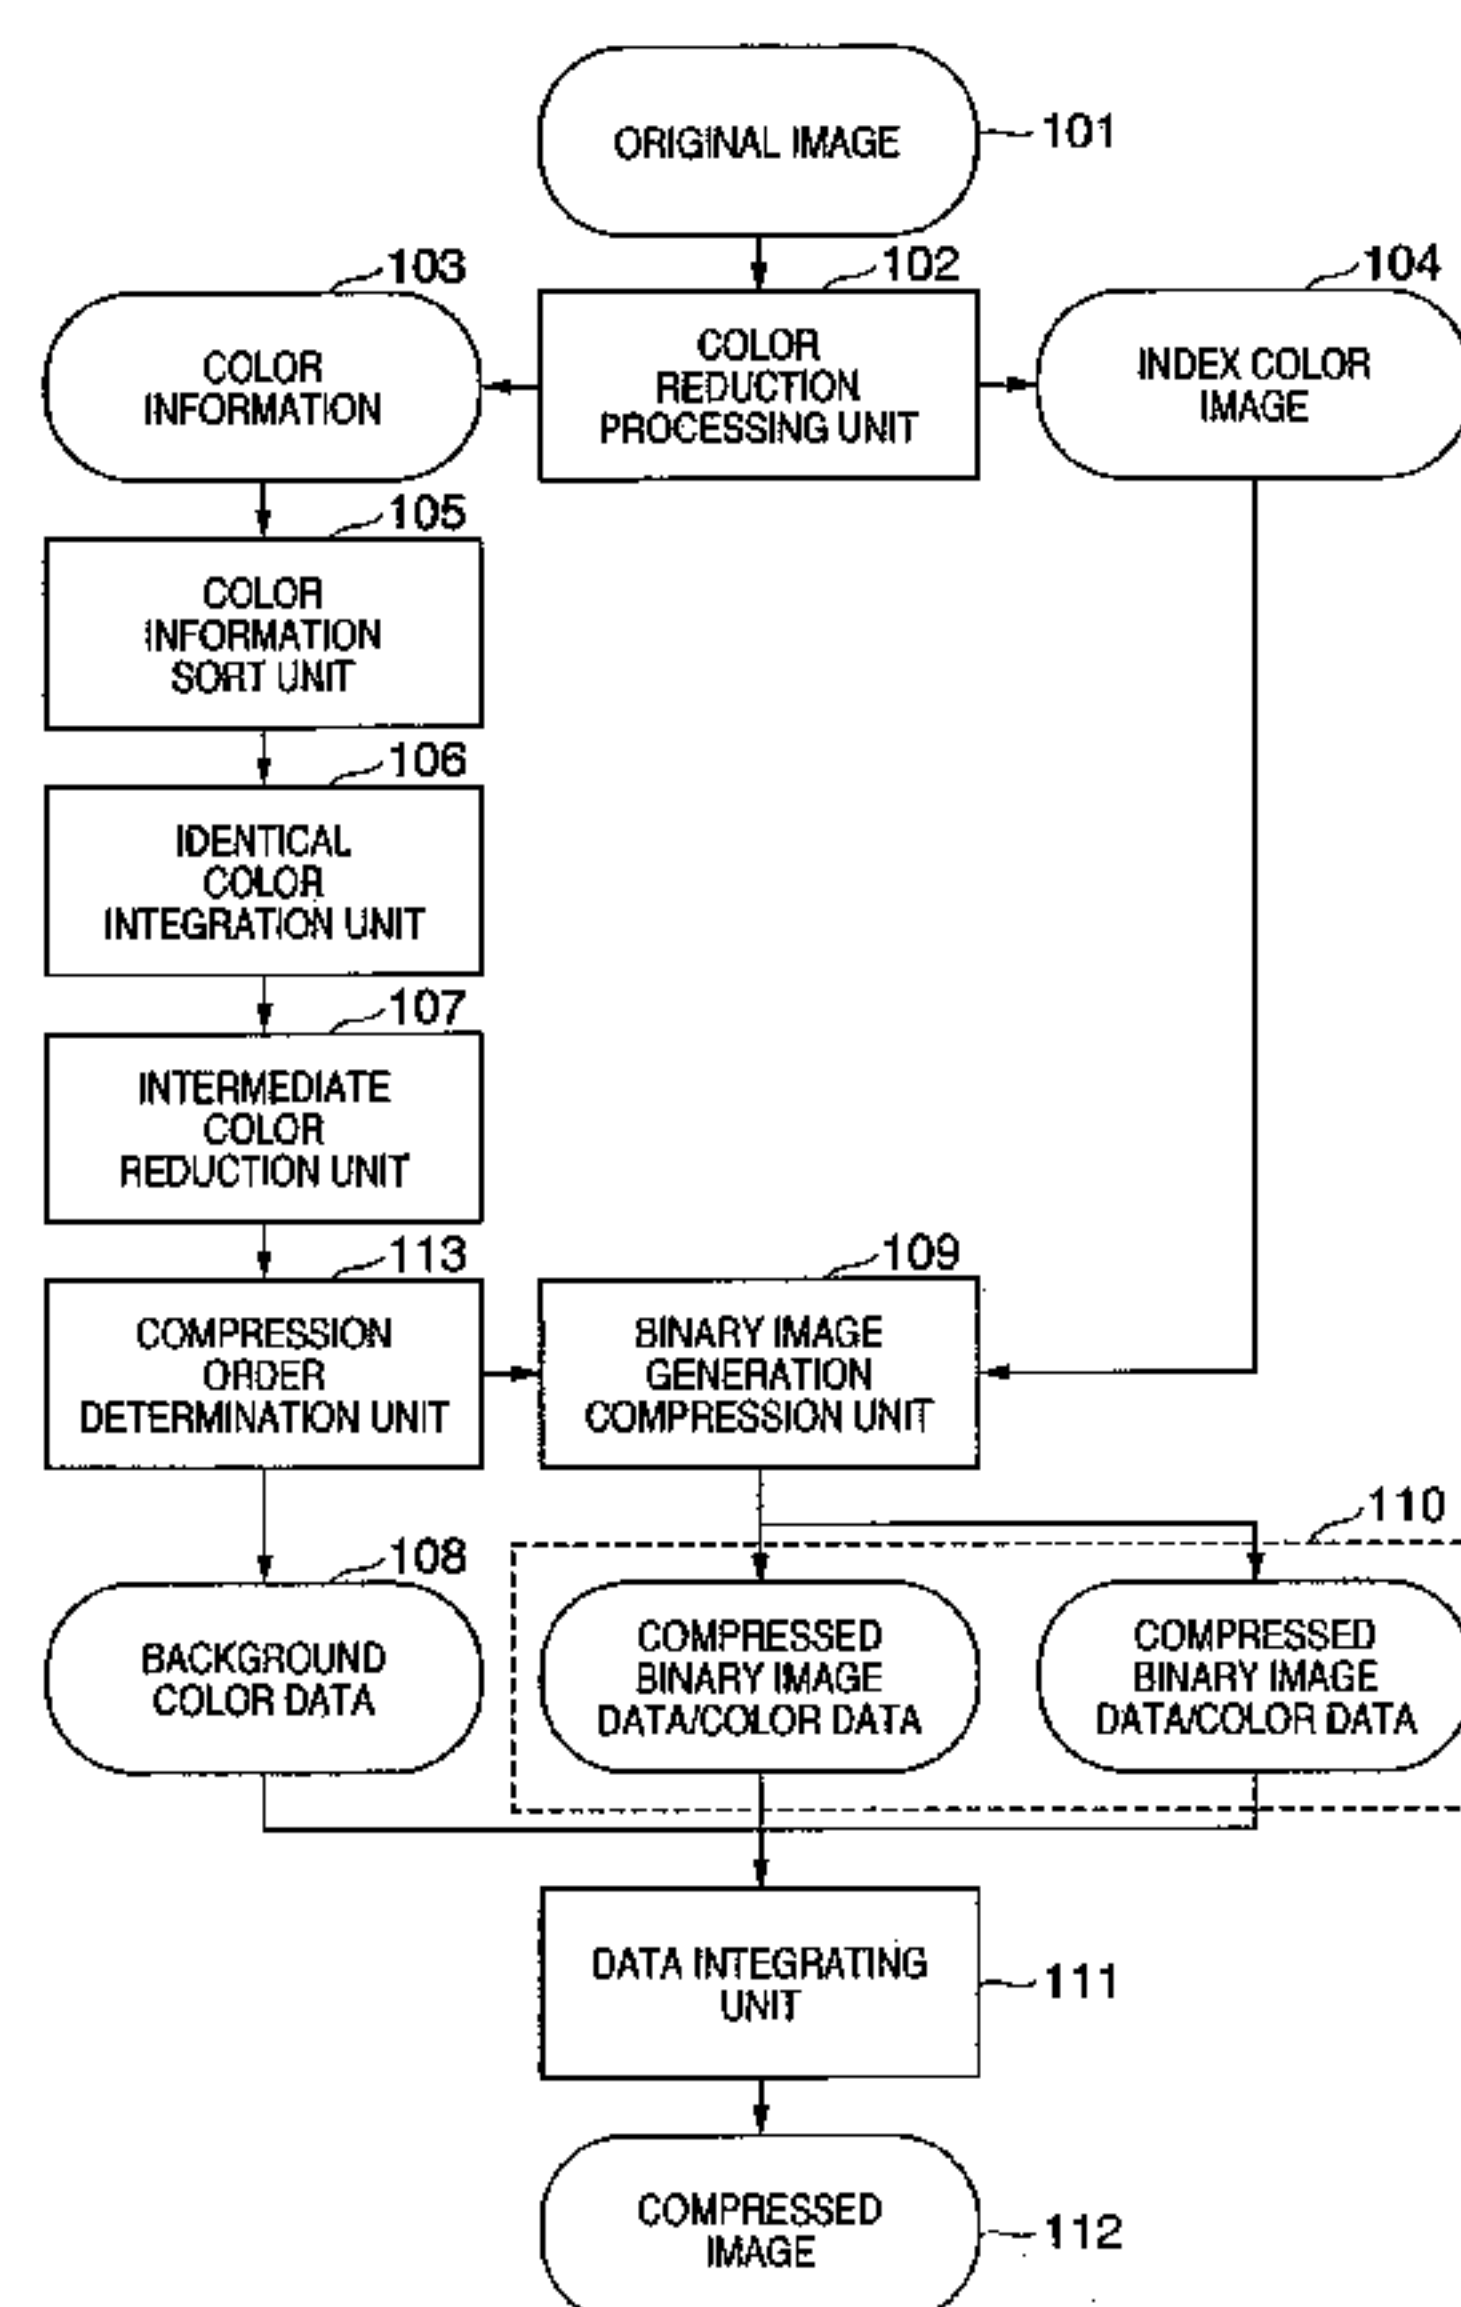 ORIGINAL IMAGE
101
103
102
104
COLOR
INFORMATION
COLOR
REDUCTION
PROCESSING UNIT
INDEX COLOR
IMAGE
105
COLOR
INFORMATION
SORT UNIT
106
IDENTICAL
COLOR
INTEGRATION UNIT
107
INTERMEDIATE
COLOR
REDUCTION UNIT
113
109
COMPRESSION
ORDER
DETERMINATION UNIT
BINARY IMAGE
GENERATION
COMPRESSION UNIT
110
108
BACKGROUND
COLOR DATA
COMPRESSED
BINARY IMAGE
DATA/COLOR DATA
COMPRESSED
BINARY IMAGE
DATA/COLOR DATA
DATA INTEGRATING
UNIT
111
COMPRESSED
IMAGE
112